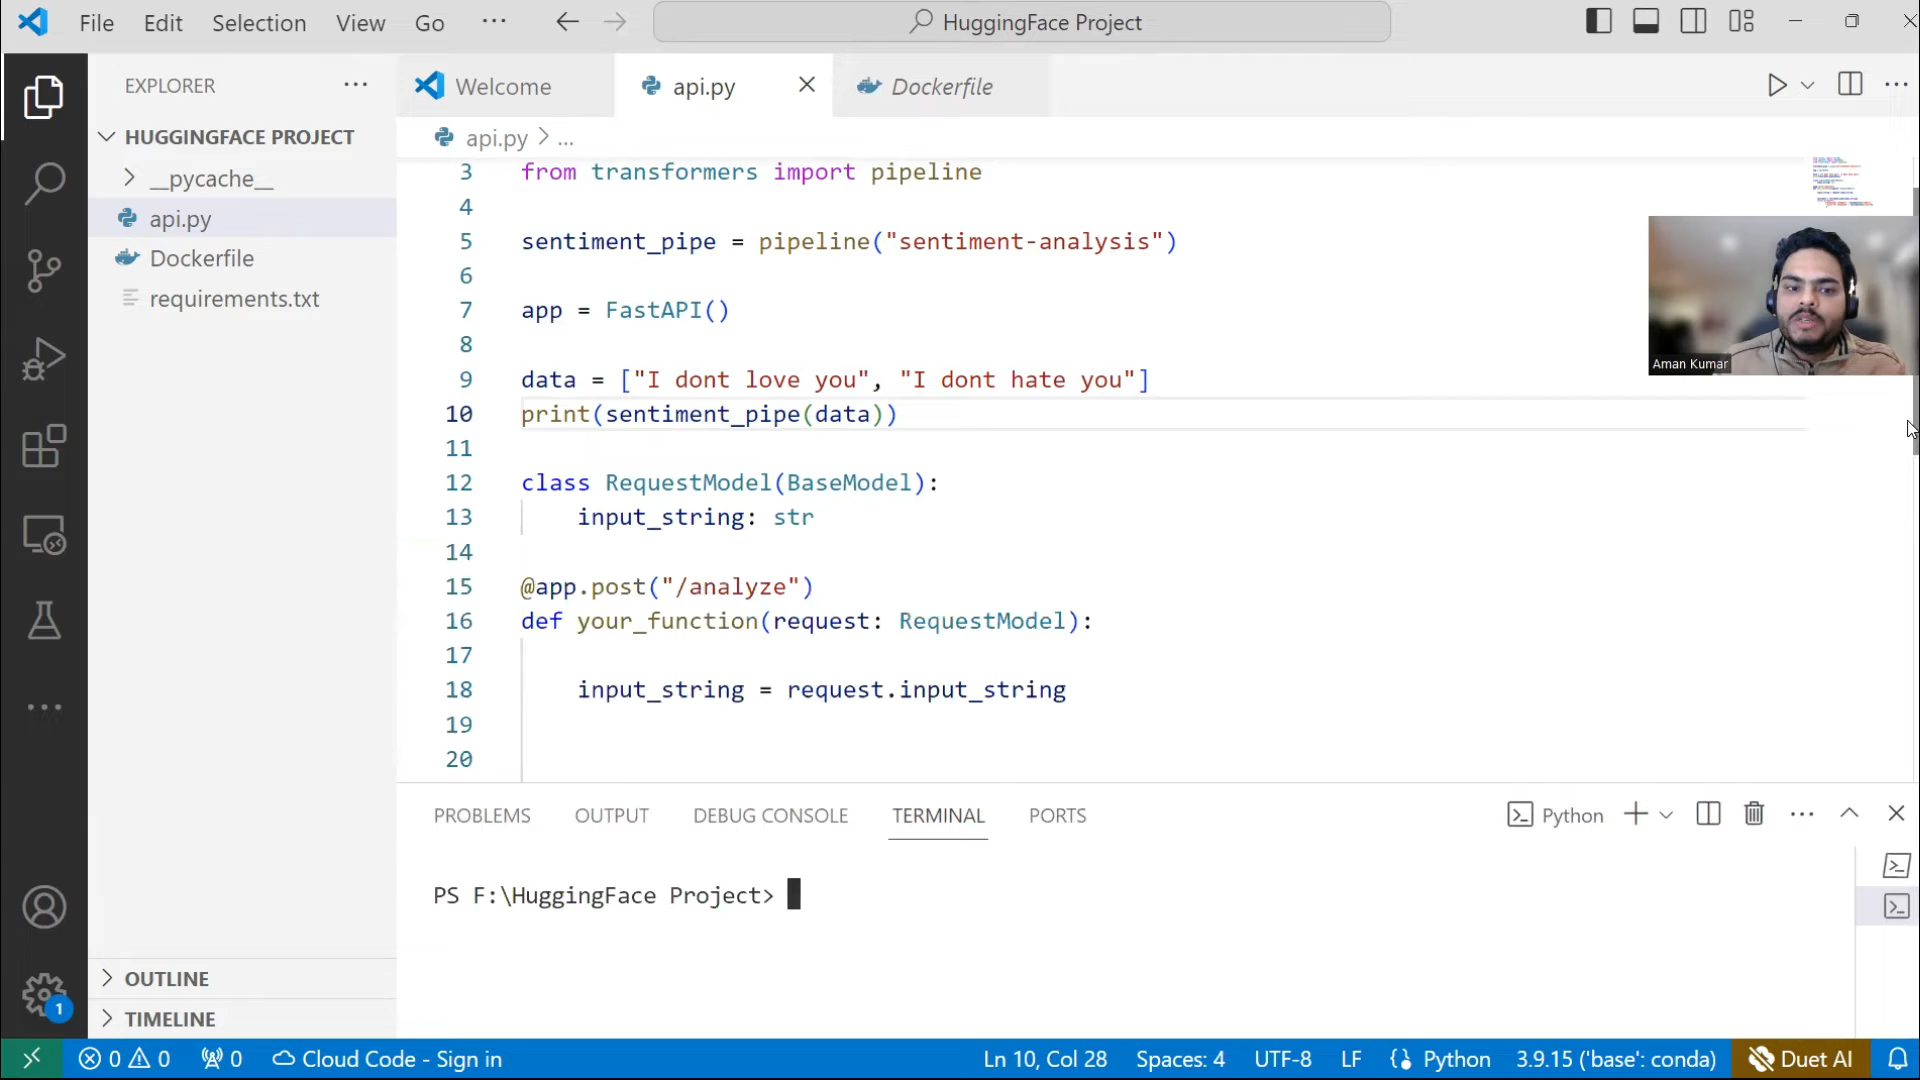 File Edit Selection View Go ··· HuggingFace Project
EXPLORER ···
HUGGINGFACE PROJECT
__pycache__
api.py
Dockerfile
requirements.txt
OUTLINE
TIMELINE
1
Welcome api.py Dockerfile
api.py > ...
3 from transformers import pipeline
4
5 sentiment_pipe = pipeline("sentiment-analysis")
6
7 app = FastAPI()
8
9 data = ["I dont love you", "I dont hate you"]
10 print(sentiment_pipe(data))
11
12 class RequestModel(BaseModel):
13 input_string: str
14
15 @app.post("/analyze")
16 def your_function(request: RequestModel):
17
18 input_string = request.input_string
19
20
Aman Kumar
PROBLEMS OUTPUT DEBUG CONSOLE TERMINAL PORTS Python
PS F:\HuggingFace Project>
0 0 0 Cloud Code - Sign in Ln 10, Col 28 Spaces: 4 UTF-8 LF Python 3.9.15 ('base': conda) Duet AI